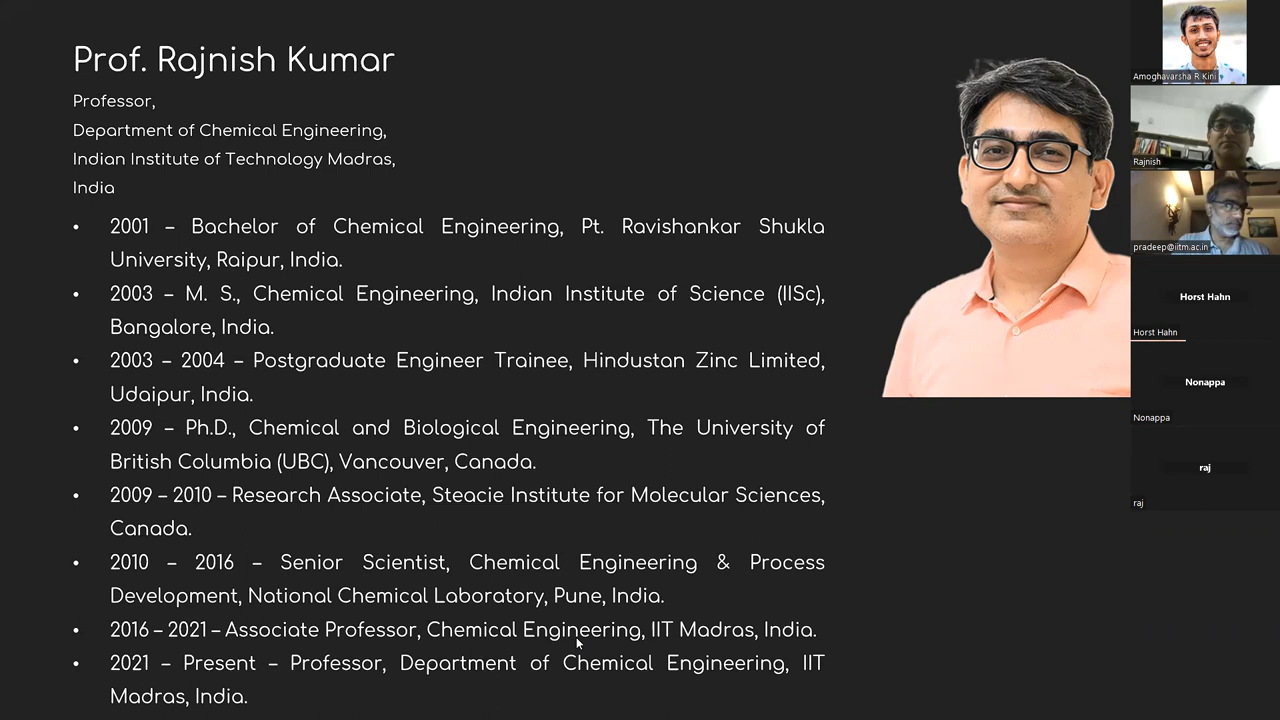 Prof. Rajnish Kumar
Professor,
Department of Chemical Engineering,
Indian Institute of Technology Madras,
India
• 2001 – Bachelor of Chemical Engineering, Pt. Ravishankar Shukla
University, Raipur, India.
• 2003 – M. S., Chemical Engineering, Indian Institute of Science (IISc),
Bangalore, India.
• 2003 – 2004 – Postgraduate Engineer Trainee, Hindustan Zinc Limited,
Udaipur, India.
• 2009 – Ph.D., Chemical and Biological Engineering, The University of
British Columbia (UBC), Vancouver, Canada.
• 2009 – 2010 – Research Associate, Steacie Institute for Molecular Sciences,
Canada.
• 2010 – 2016 – Senior Scientist, Chemical Engineering & Process
Development, National Chemical Laboratory, Pune, India.
• 2016 – 2021 – Associate Professor, Chemical Engineering, IIT Madras, India.
• 2021 – Present – Professor, Department of Chemical Engineering, IIT
Madras, India.
Amoghavarsha R Kini
Rajnish
pradeep@iitm.ac.in
Horst Hahn
Horst Hahn
Nonappa
Nonappa
raj
raj